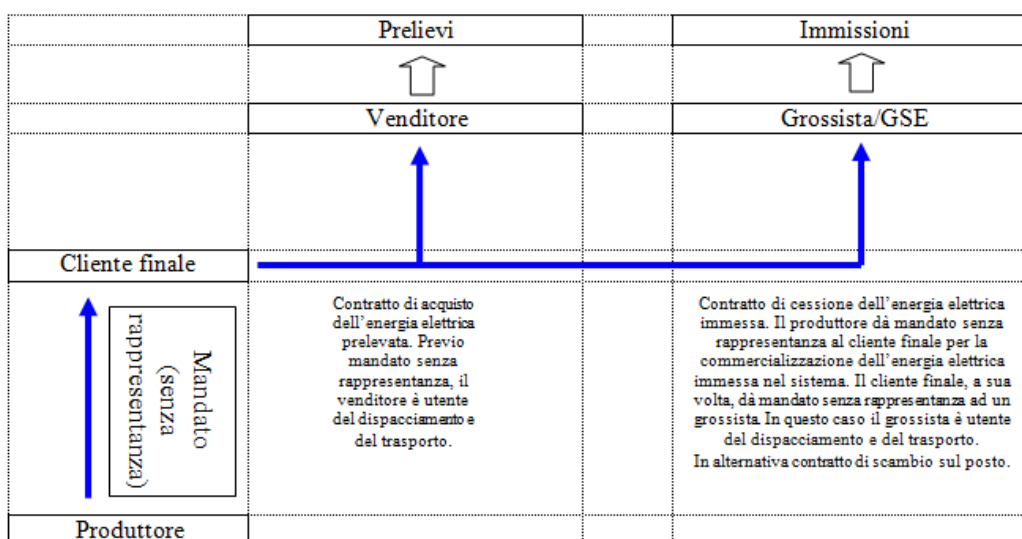 Prelievi
Immissioni
Venditore
Grossista/GSE
Cliente finale
Mandato
(senza
rappresentanza)
Contratto di acquisto
dell'energia elettrica
prelevata. Previo
mandato senza
rappresentanza, il
venditore è utente
del dispacciamento e
del trasporto.
Contratto di cessione dell'energia elettrica
immessa. Il produttore dà mandato senza
rappresentanza al cliente finale per la
commercializzazione dell'energia elettrica
immessa nel sistema. Il cliente finale, a sua
volta, dà mandato senza rappresentanza ad un
grossista. In questo caso il grossista è utente
del dispacciamento e del trasporto.
In alternativa contratto di scambio sul posto.
Produttore